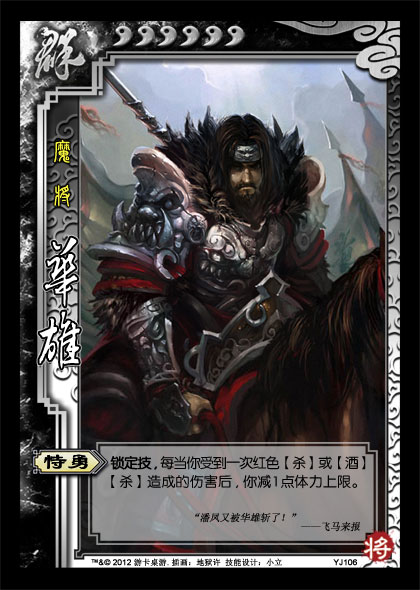 群
魔将
華雄
恃勇
锁定技，每当你受到一次红色【杀】或【酒】
【杀】造成的伤害后，你减1点体力上限。
“潘凤又被华雄斩了！”
——飞马来报
™&© 2012 游卡桌游. 插画：地狱许 技能设计：小立
YJ106
将